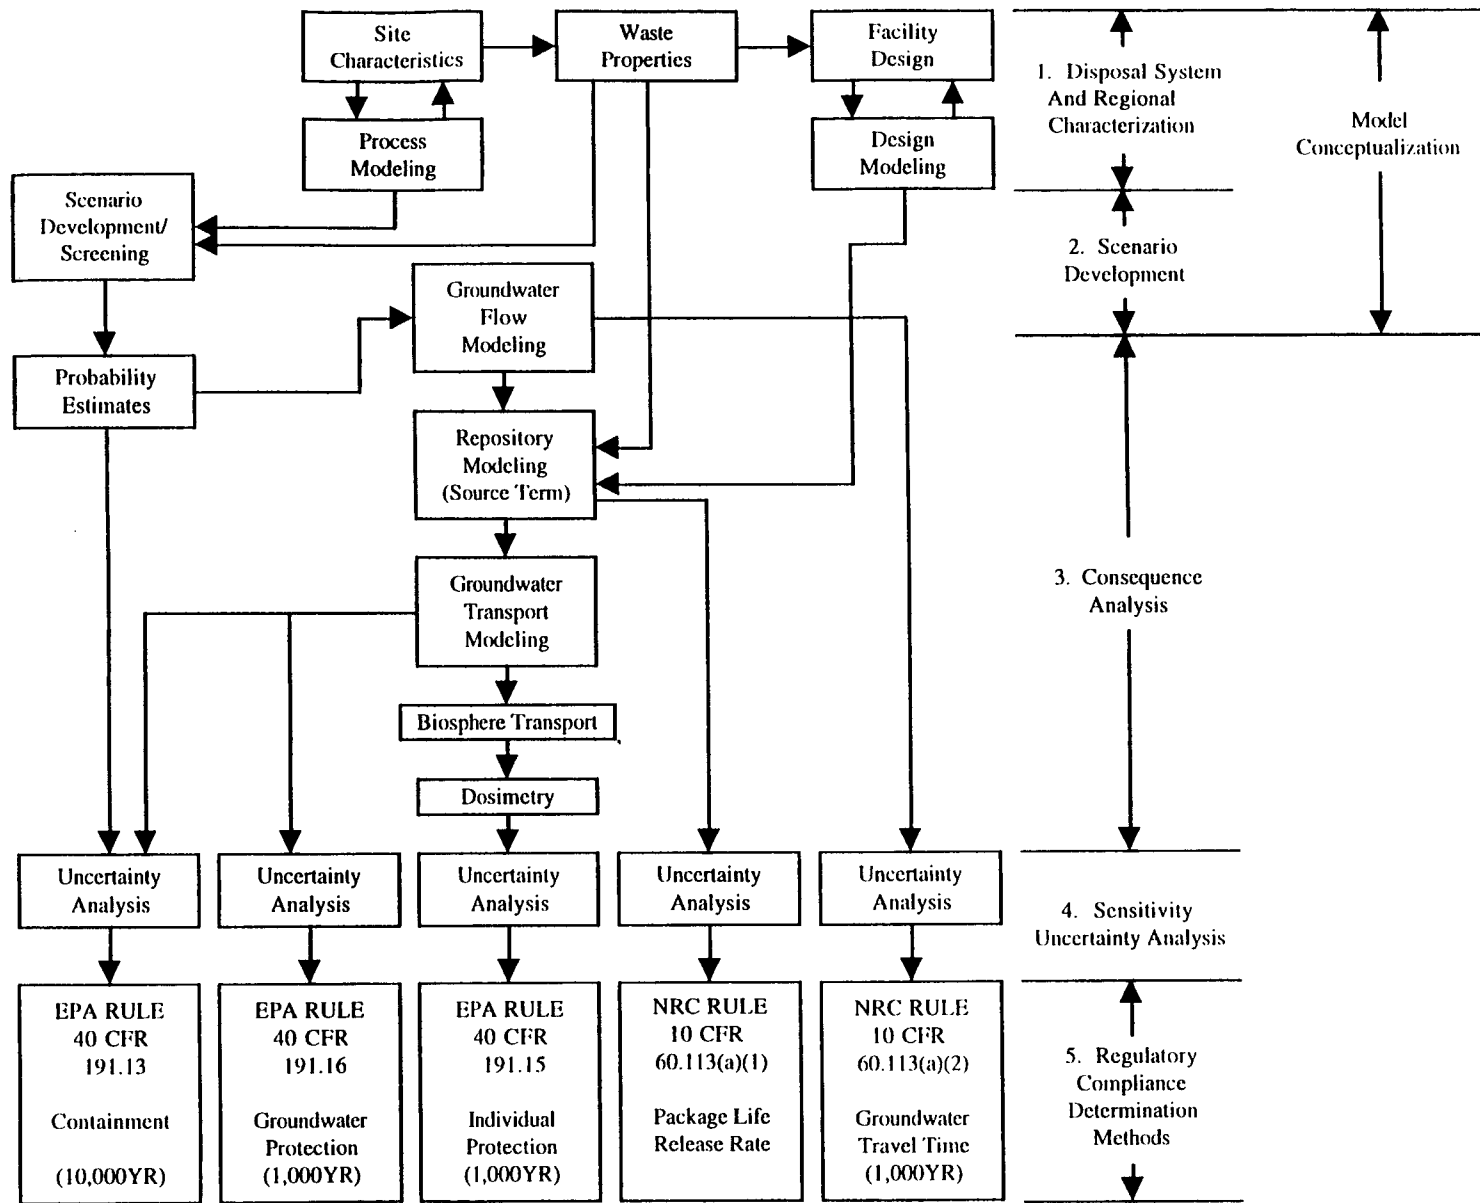 Site
Characteristics
Waste
Properties
Facility
Design
Process
Modeling
Design
Modeling
1. Disposal System
And Regional
Characterization
Model
Conceptualization
Scenario
Development/
Screening
2. Scenario
Development
Groundwater
Flow
Modeling
Probability
Estimates
Repository
Modeling
(Source Term)
Groundwater
Transport
Modeling
3. Consequence
Analysis
Biosphere Transport
Dosimetry
Uncertainty
Analysis
Uncertainty
Analysis
Uncertainty
Analysis
Uncertainty
Analysis
Uncertainty
Analysis
4. Sensitivity
Uncertainty Analysis
EPA RULE
40 CFR
191.13
Containment
(10,000YR)
EPA RULE
40 CFR
191.16
Groundwater
Protection
(1,000YR)
EPA RULE
40 CFR
191.15
Individual
Protection
(1,000YR)
NRC RULE
10 CFR
60.113(a)(1)
Package Life
Release Rate
NRC RULE
10 CFR
60.113(a)(2)
Groundwater
Travel Time
(1,000YR)
5. Regulatory
Compliance
Determination
Methods